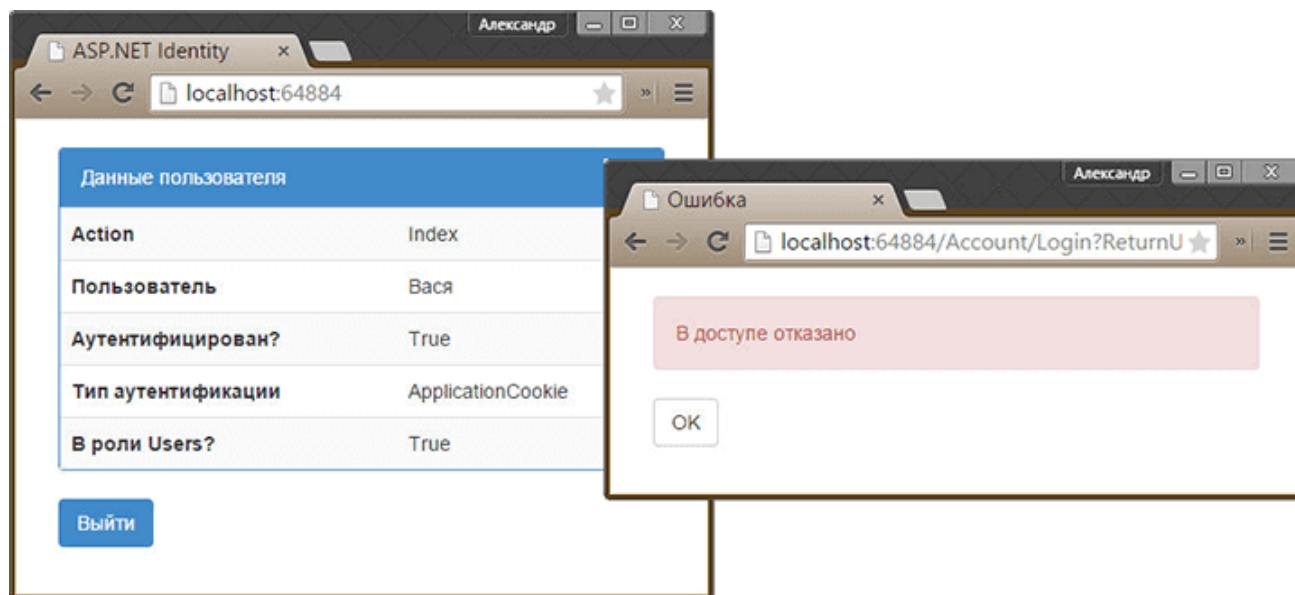 Александр
ASP.NET Identity
localhost:64884
Данные пользователя
Action Index
Пользователь Вася
Аутентифицирован? True
Тип аутентификации ApplicationCookie
В роли Users? True
Выйти
Александр
Ошибка
localhost:64884/Account/Login?ReturnU
В доступе отказано
OK